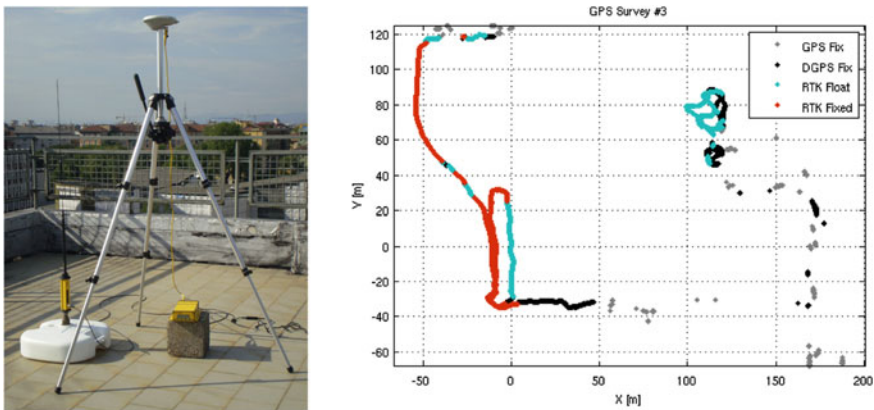 GPS Survey #3
GPS Fix
DGPS Fix
RTK Float
RTK Fixed
120
100
80
60
40
20
0
-20
-40
-60
Y [m]
-50 0 50 100 150 200
X [m]